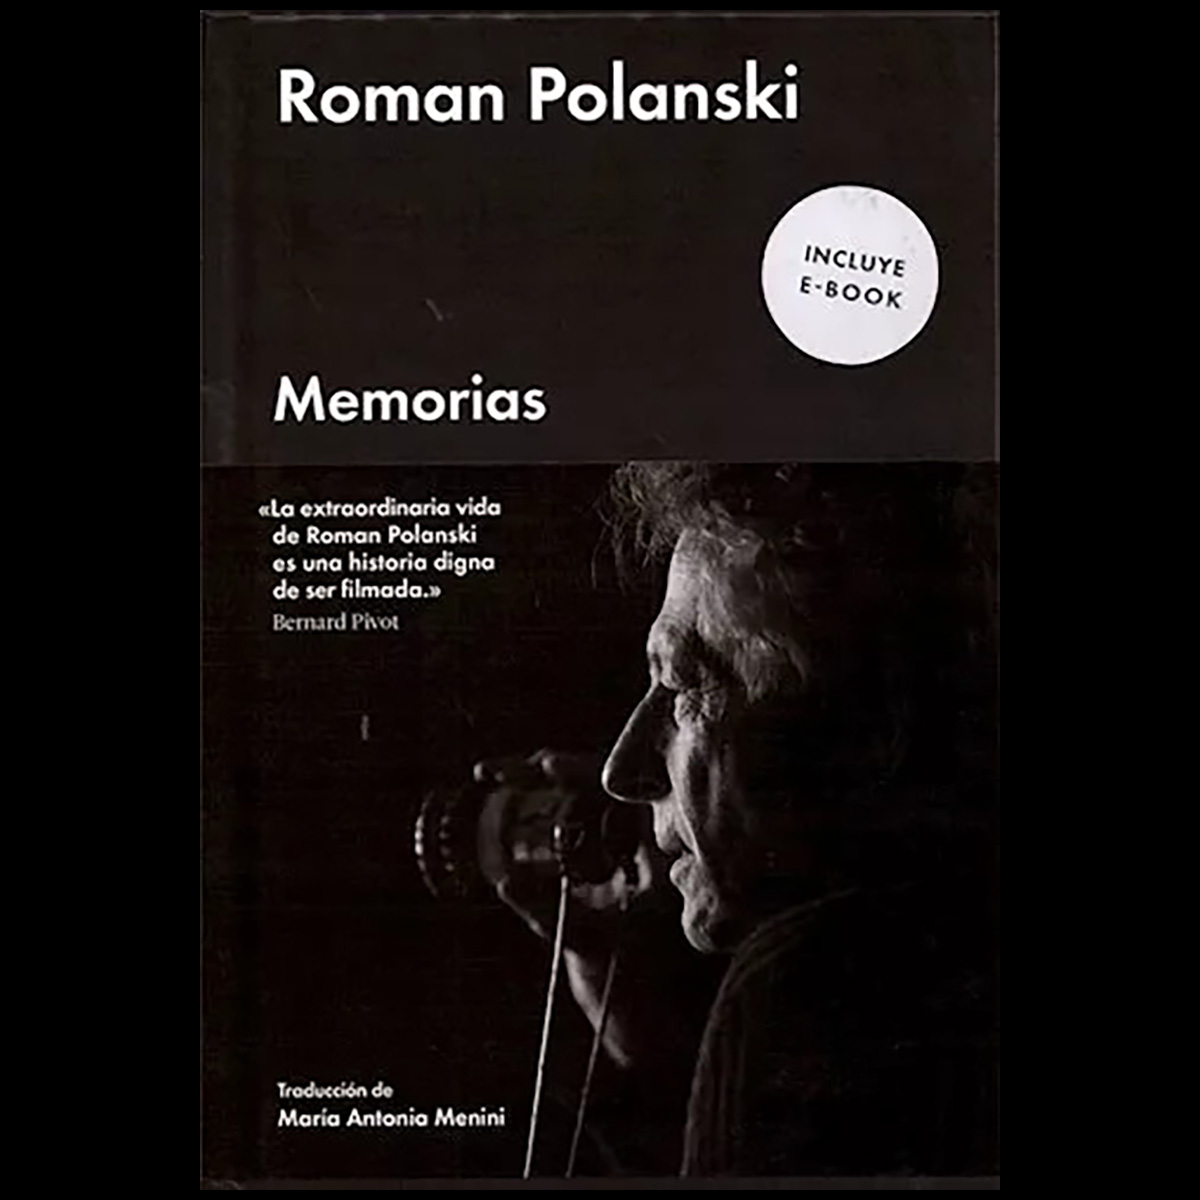 Roman Polanski
INCLUYE
E-BOOK
Memorias
«La extraordinaria vida
de Roman Polanski
es una historia digna
de ser filmada.»
Bernard Pivot
Traducción de
María Antonia Menini